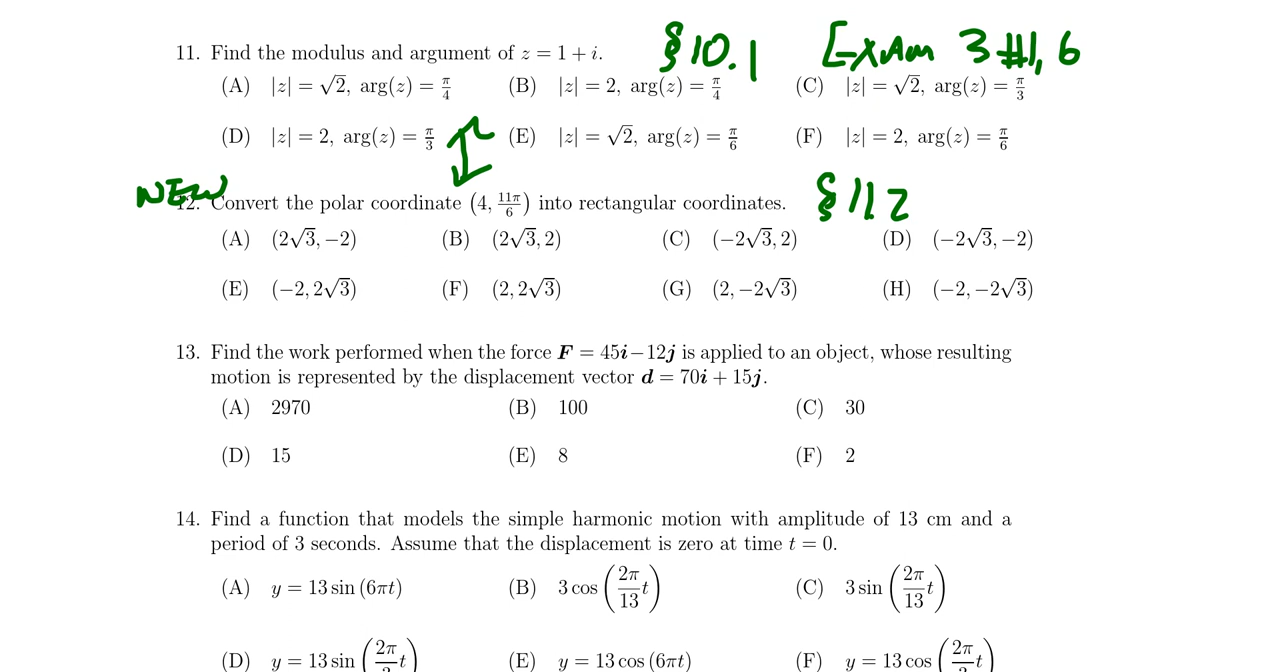 11. Find the modulus and argument of z = 1 + i. §10.1 Exam 3 #1, 6
(A) |z| = √2, arg(z) = π/4 (B) |z| = 2, arg(z) = π/4 (C) |z| = √2, arg(z) = π/3
(D) |z| = 2, arg(z) = π/3 (E) |z| = √2, arg(z) = π/6 (F) |z| = 2, arg(z) = π/6
NEW 12. Convert the polar coordinate (4, 11π/6) into rectangular coordinates. §11.2
(A) (2√3, −2) (B) (2√3, 2) (C) (−2√3, 2) (D) (−2√3, −2)
(E) (−2, 2√3) (F) (2, 2√3) (G) (2, −2√3) (H) (−2, −2√3)
13. Find the work performed when the force F = 45i − 12j is applied to an object, whose resulting
motion is represented by the displacement vector d = 70i + 15j.
(A) 2970 (B) 100 (C) 30
(D) 15 (E) 8 (F) 2
14. Find a function that models the simple harmonic motion with amplitude of 13 cm and a
period of 3 seconds. Assume that the displacement is zero at time t = 0.
(A) y = 13 sin (6πt) (B) 3 cos (2π/13 t) (C) 3 sin (2π/13 t)
(D) y = 13 sin (2π/3 t) (E) y = 13 cos (6πt) (F) y = 13 cos (2π/3 t)